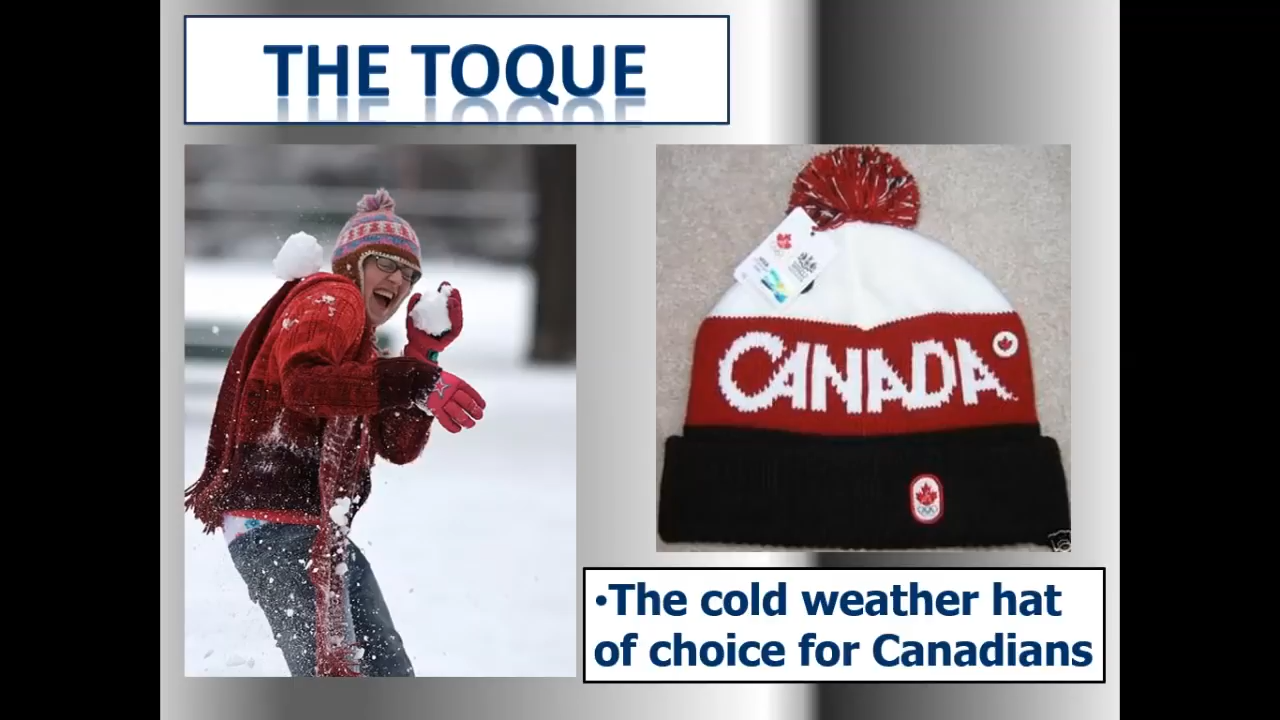 THE TOQUE
CANADA
•The cold weather hat
of choice for Canadians